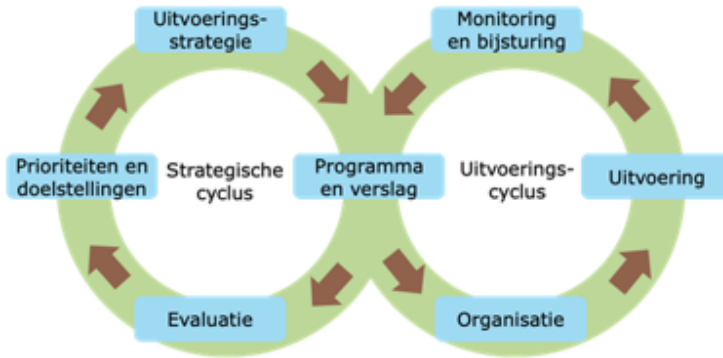 Uitvoerings-
strategie
Monitoring
en bijsturing
Prioriteiten en
doelstellingen
Strategische
cyclus
Programma
en verslag
Uitvoerings-
cyclus
Uitvoering
Evaluatie
Organisatie